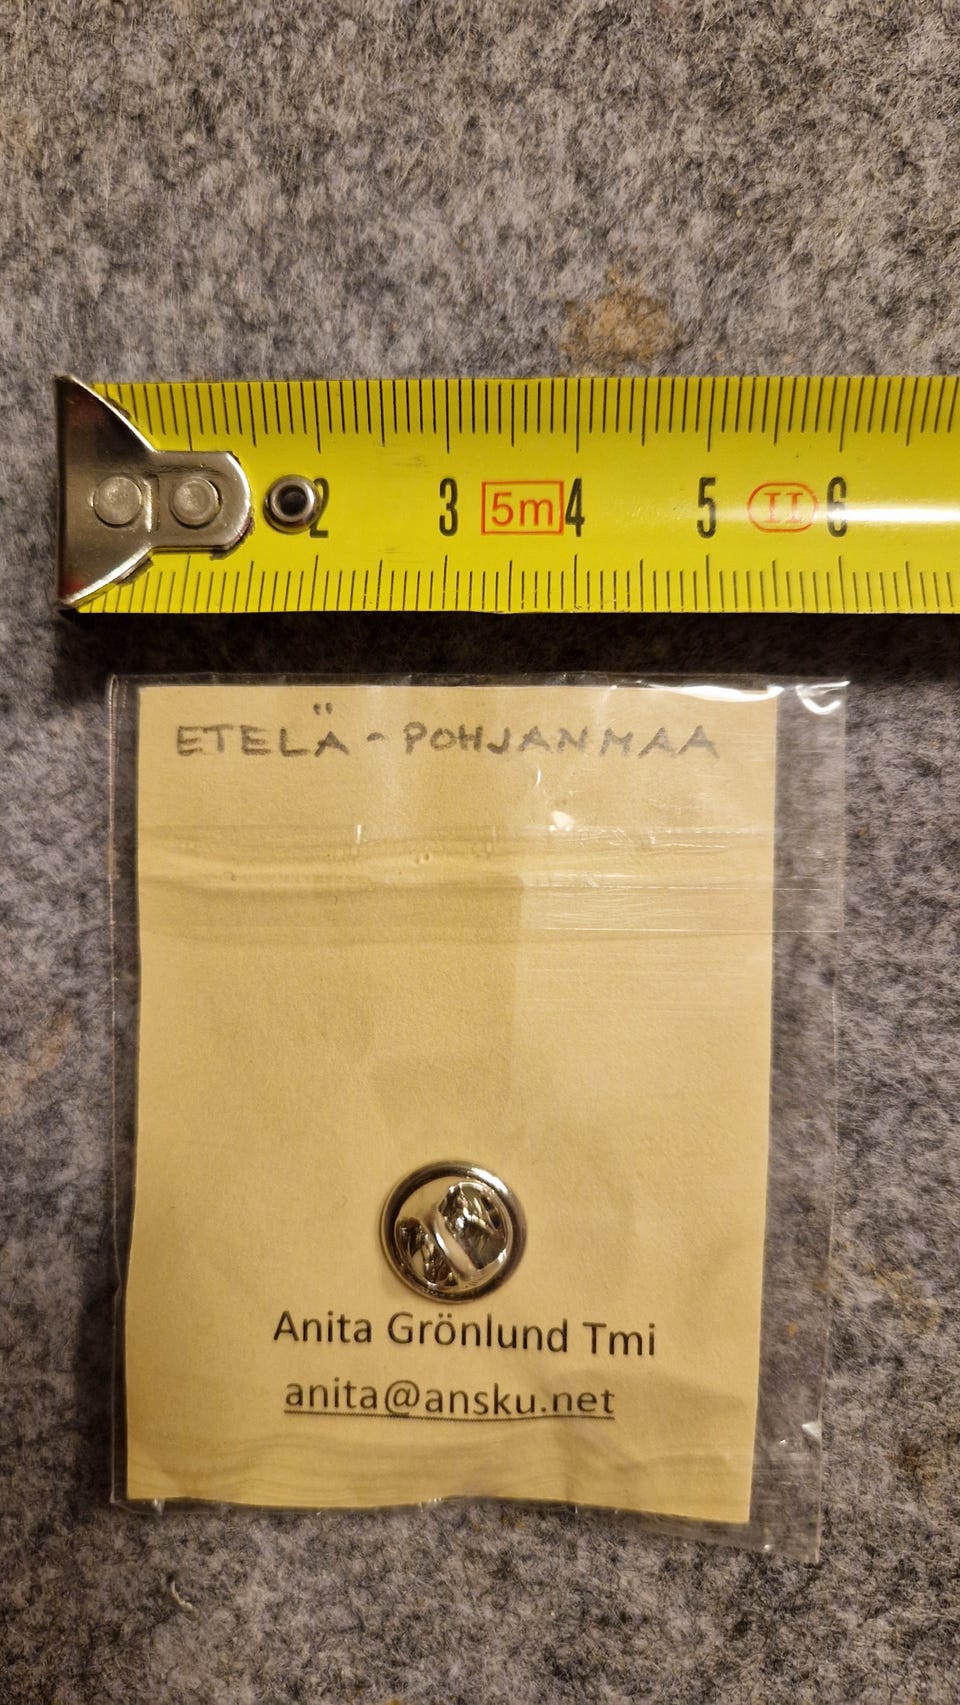 2 3 5m 4 5 II 6
ETELÄ - POHJANMAA
Anita Grönlund Tmi
anita@ansku.net